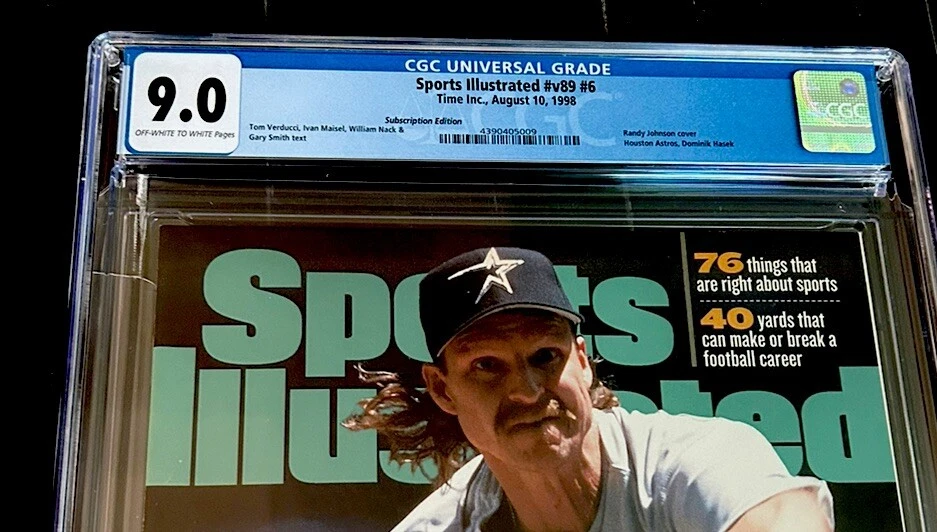 CGC UNIVERSAL GRADE
9.0
OFF-WHITE TO WHITE Pages
Sports Illustrated #v89 #6
Time Inc., August 10, 1998
Subscription Edition
Tom Verducci, Ivan Maisel, William Nack &
Gary Smith text
4390405009
Randy Johnson cover
Houston Astros, Dominik Hasek
CGC
Sports
Illustrated
76 things that
are right about sports
40 yards that
can make or break a
football career